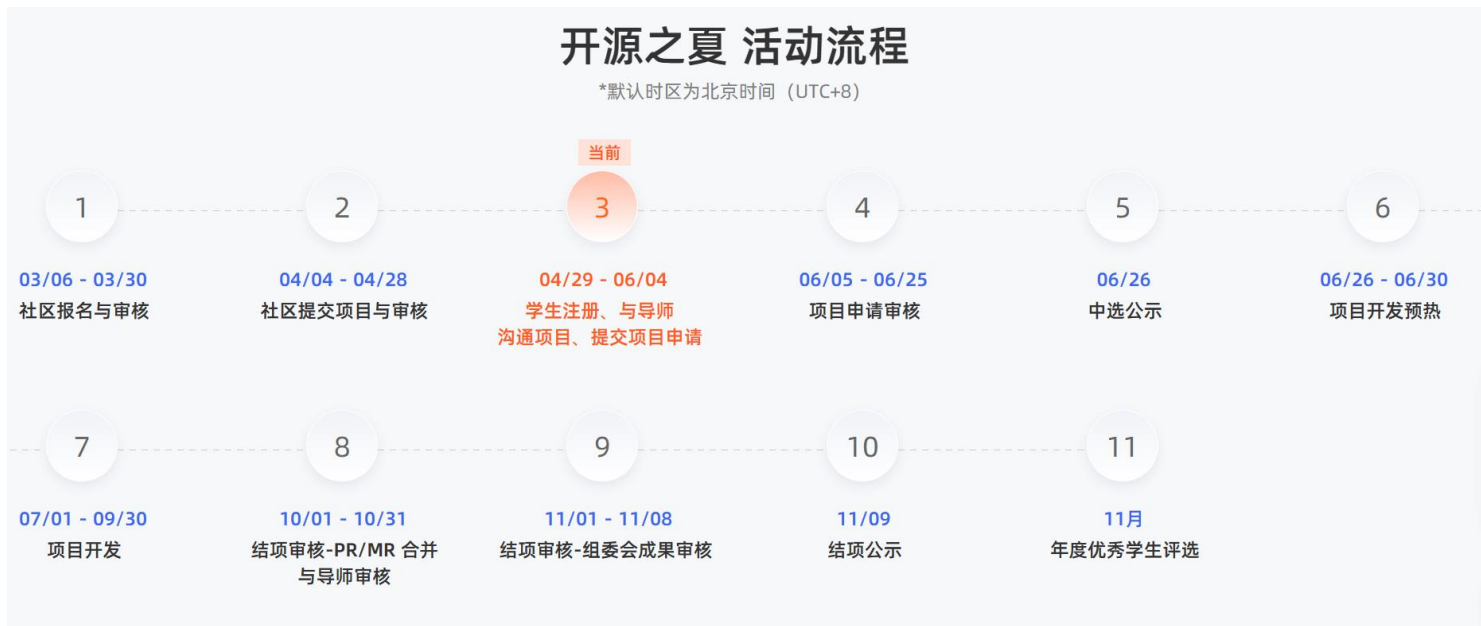 开源之夏 活动流程
*默认时区为北京时间（UTC+8）
当前
1
2
3
4
5
6
03/06 - 03/30
04/04 - 04/28
04/29 - 06/04
06/05 - 06/25
06/26
06/26 - 06/30
社区报名与审核
社区提交项目与审核
学生注册、与导师
沟通项目、提交项目申请
项目申请审核
中选公示
项目开发预热
7
8
9
10
11
07/01 - 09/30
10/01 - 10/31
11/01 - 11/08
11/09
11月
项目开发
结项审核-PR/MR 合并
与导师审核
结项审核-组委会成果审核
结项公示
年度优秀学生评选